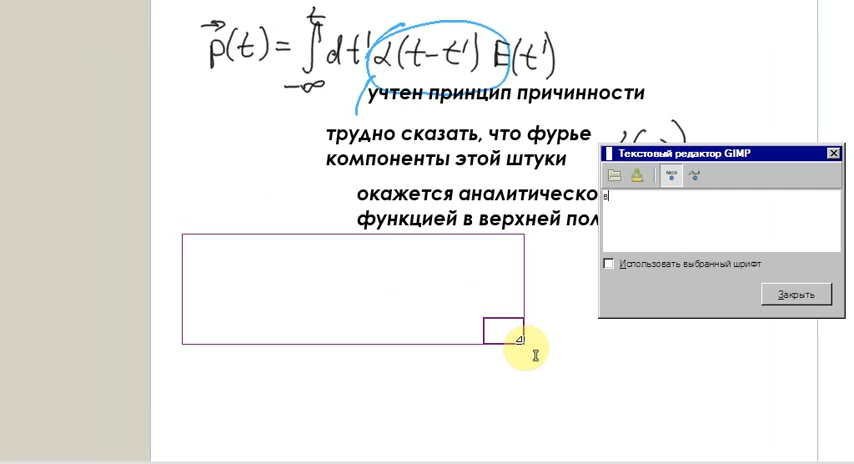 p⃗(t) = ∫_{-∞}^{t} dt' α(t-t') E(t')
учтен принцип причинности
трудно сказать, что фурье
компоненты этой штуки
окажется аналитическо
функцией в верхней пол
Текстовый редактор GIMP
в
Использовать выбранный шрифт
Закрыть